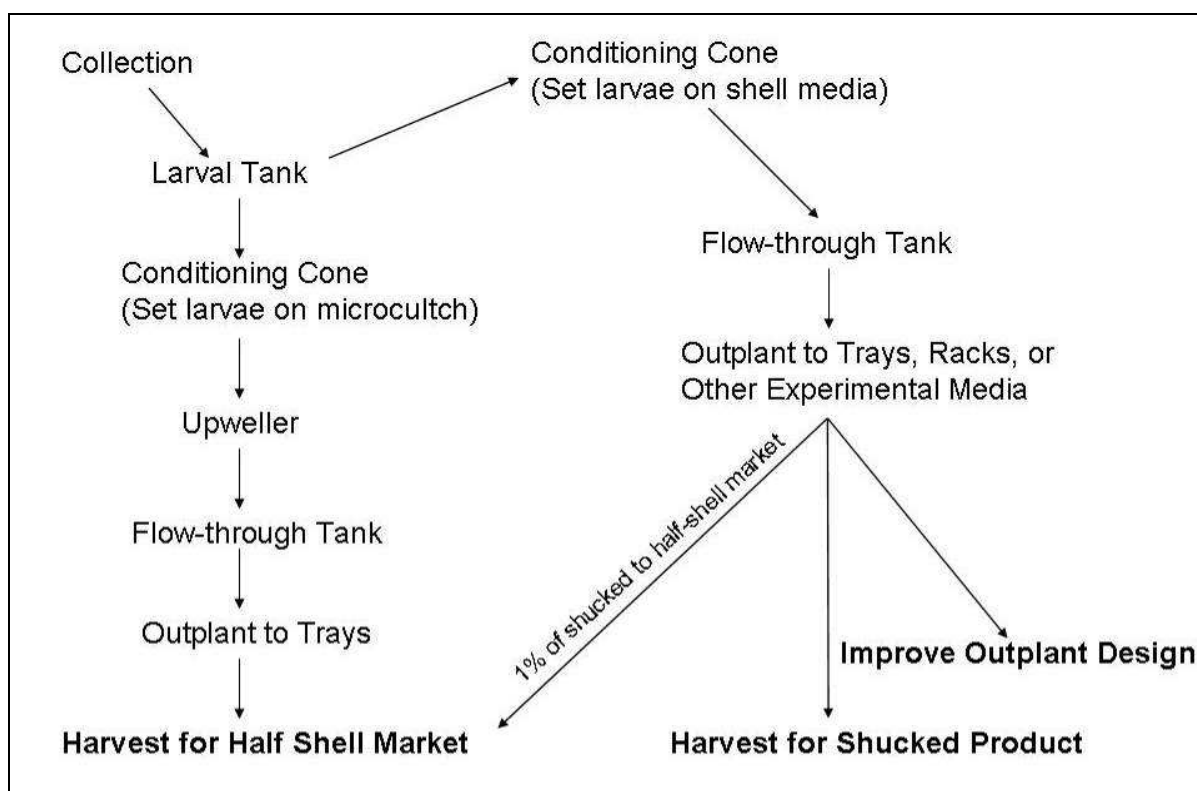 Collection
Conditioning Cone
(Set larvae on shell media)
Larval Tank
Conditioning Cone
(Set larvae on microcultch)
Upweller
Flow-through Tank
Outplant to Trays
Harvest for Half Shell Market
Flow-through Tank
Outplant to Trays, Racks, or
Other Experimental Media
1% of shucked to half-shell market
Improve Outplant Design
Harvest for Shucked Product